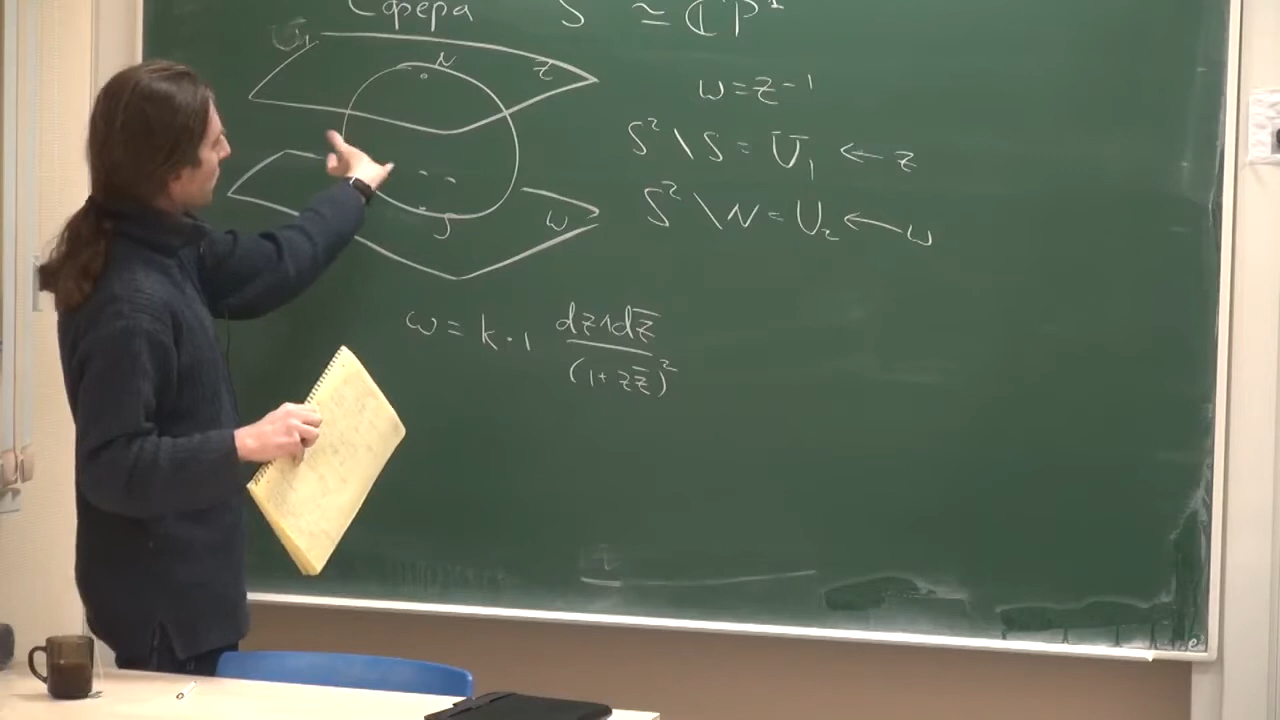 Сфера S ≃ ℂP¹
U₁
N
z
w = z⁻¹
S² \ S = U₁ ← z
S² \ N = U₂ ← w
S
w
ω = k · i dz∧dz̄ / (1+zz̄)²